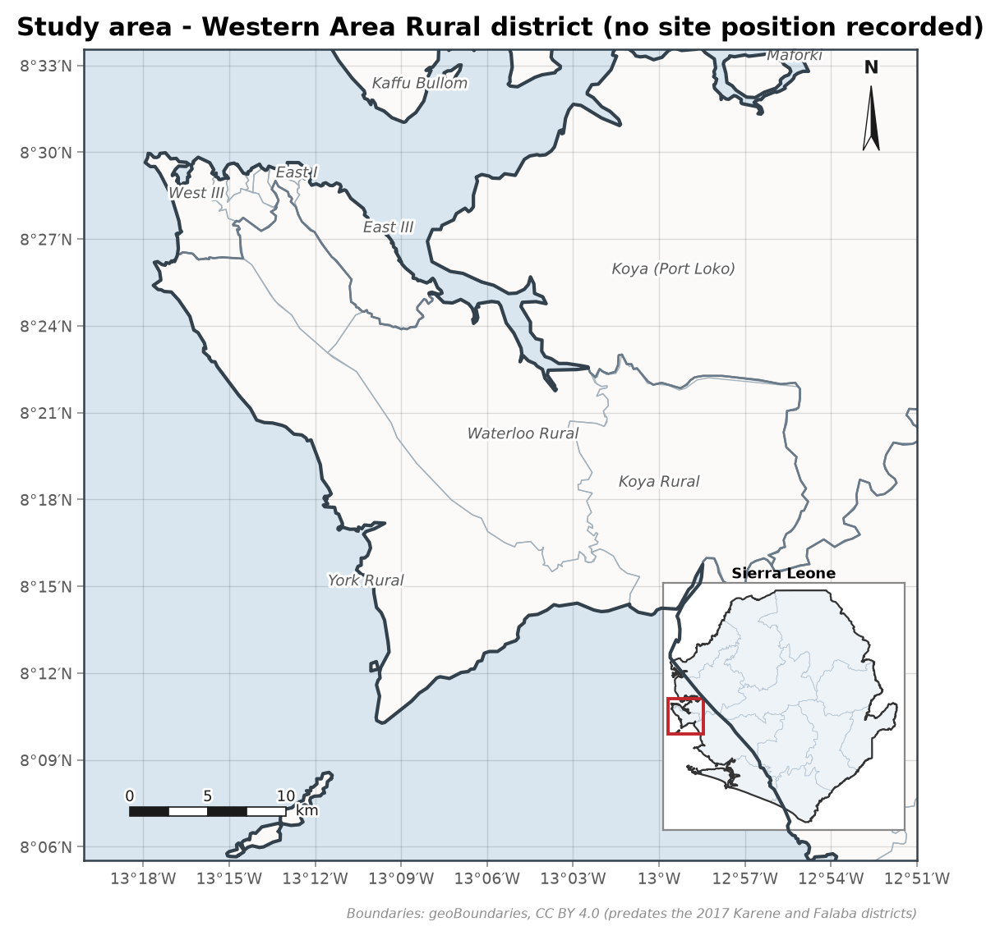 Study area - Western Area Rural district (no site position recorded)
8°33′N
8°30′N
8°27′N
8°24′N
8°21′N
8°18′N
8°15′N
8°12′N
8°09′N
8°06′N
Maforki
Kaffu Bullom
N
East I
West III
East III
Koya (Port Loko)
Waterloo Rural
Koya Rural
York Rural
Sierra Leone
0 5 10
km
13°18′W 13°15′W 13°12′W 13°09′W 13°06′W 13°03′W 13°W 12°57′W 12°54′W 12°51′W
Boundaries: geoBoundaries, CC BY 4.0 (predates the 2017 Karene and Falaba districts)